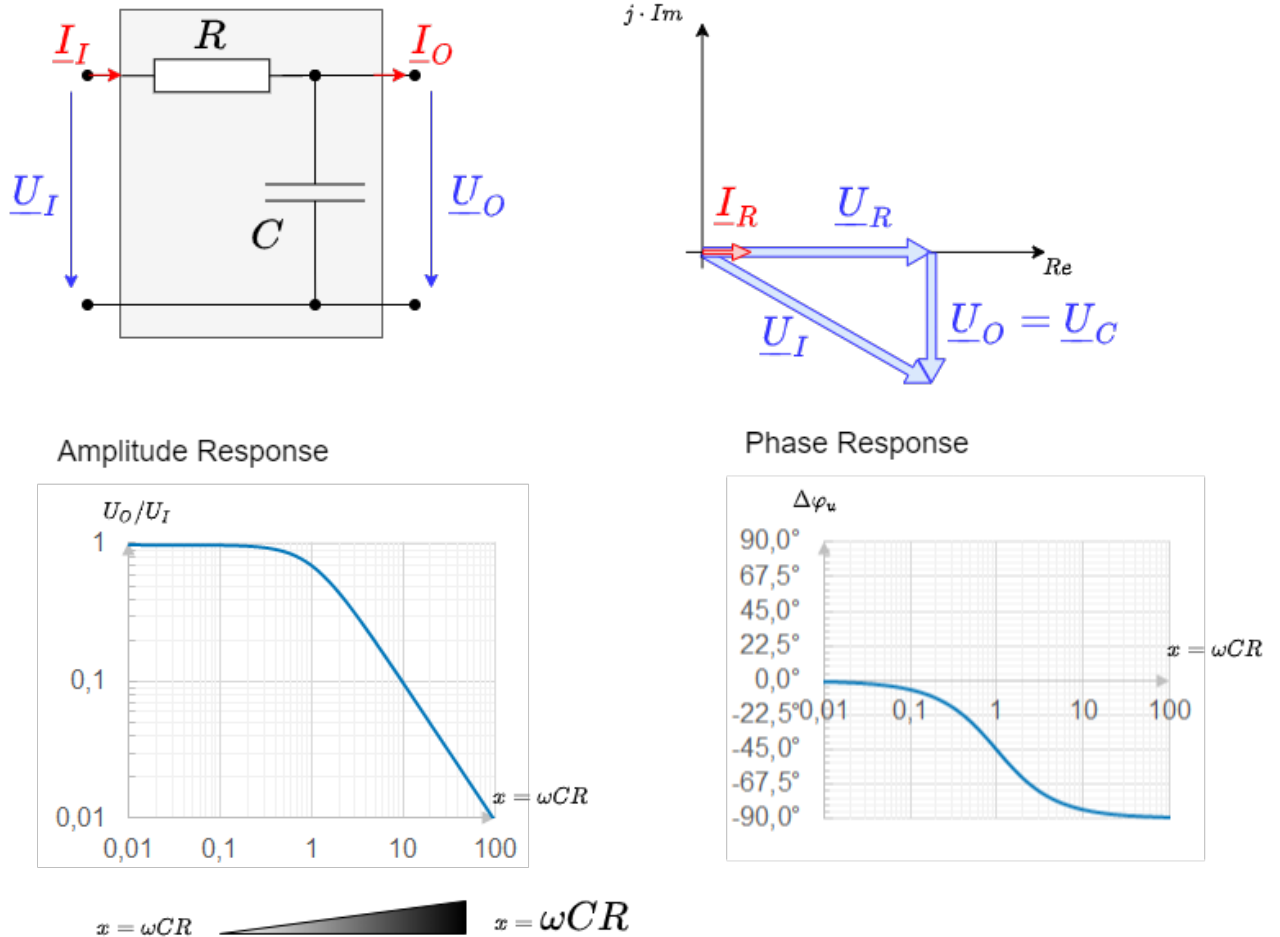 I_I
R
I_O
U_I
C
U_O
j · Im
I_R
U_R
Re
U_I
U_O = U_C
Amplitude Response
U_O/U_I
1
0,1
0,01
0,01 0,1 1 10 100
x = ωCR
Phase Response
Δφ_u
90,0°
67,5°
45,0°
22,5°
0,0°
-22,5°
-45,0°
-67,5°
-90,0°
0,01 0,1 1 10 100
x = ωCR
x = ωCR
x = ωCR